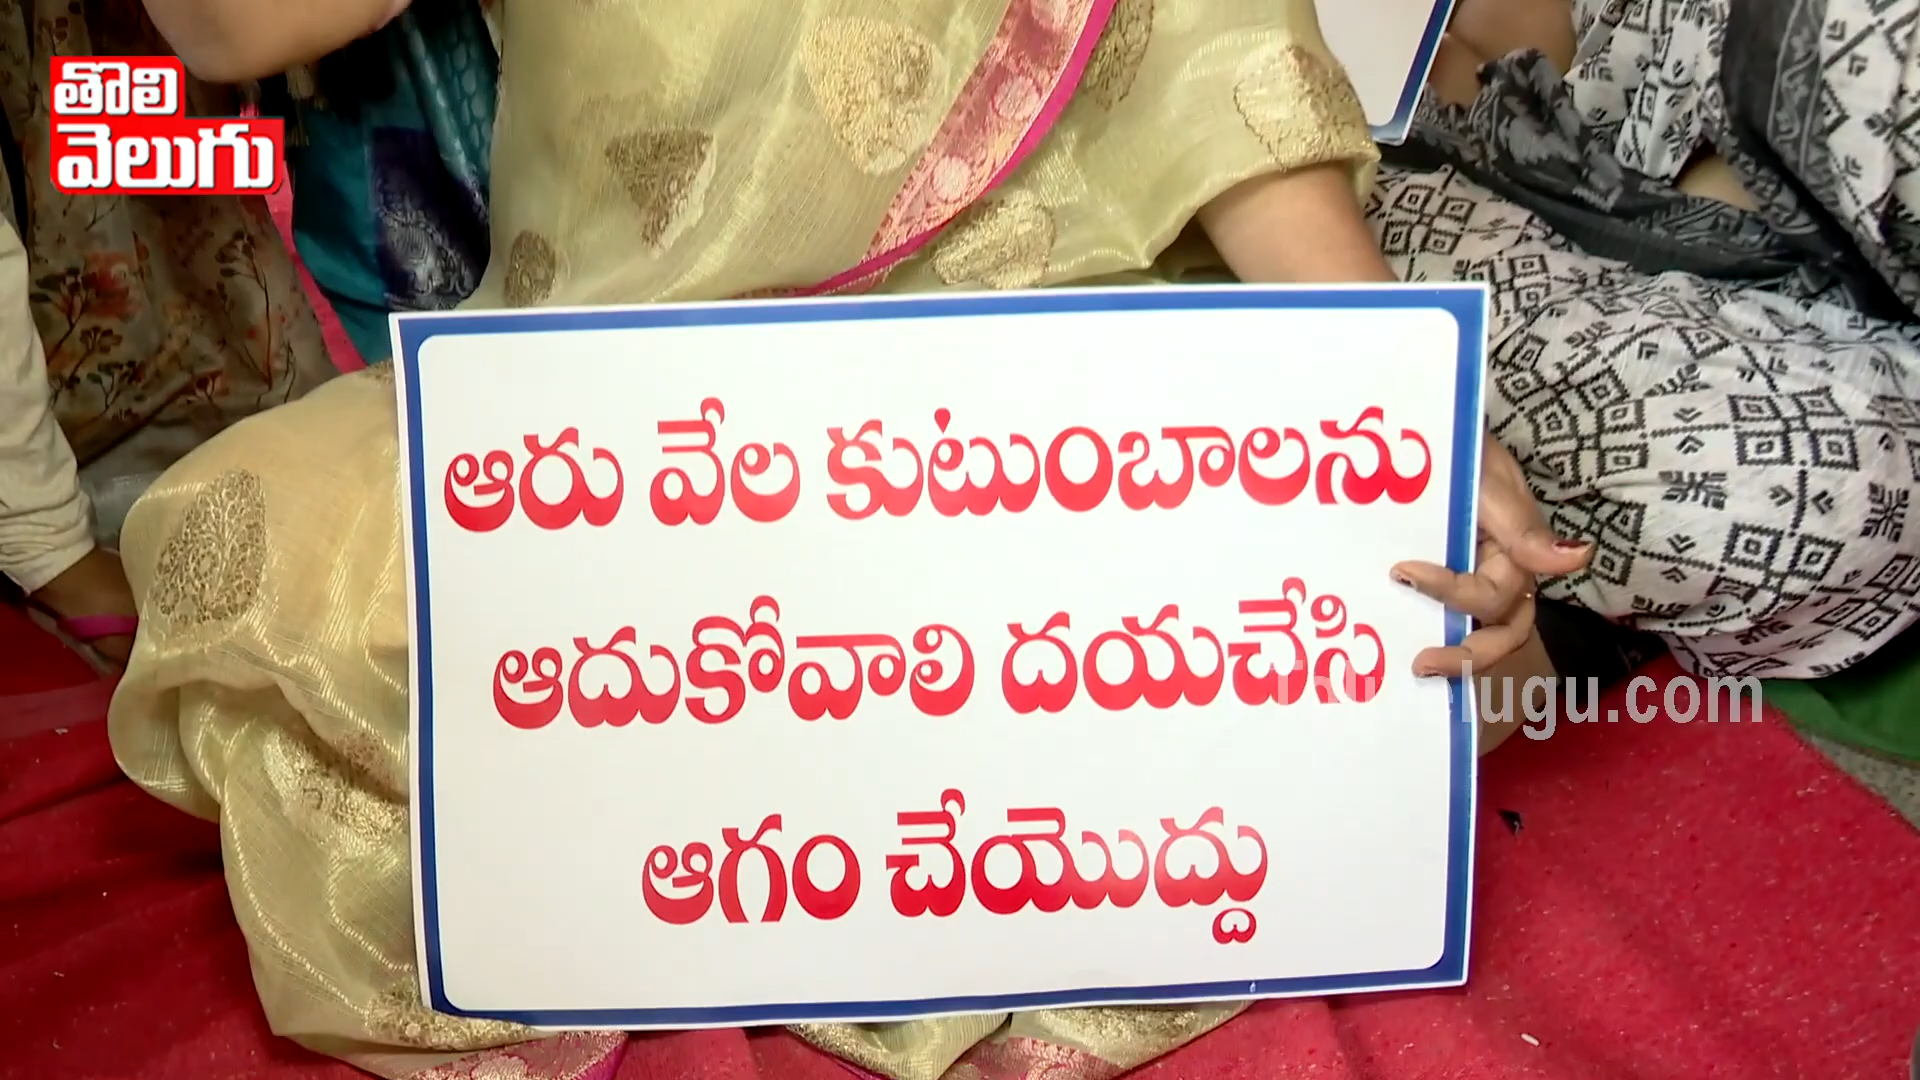 తొలి
వెలుగు
ఆరు వేల కుటుంబాలను
ఆదుకోవాలి దయచేసి
ఆగం చేయొద్దు